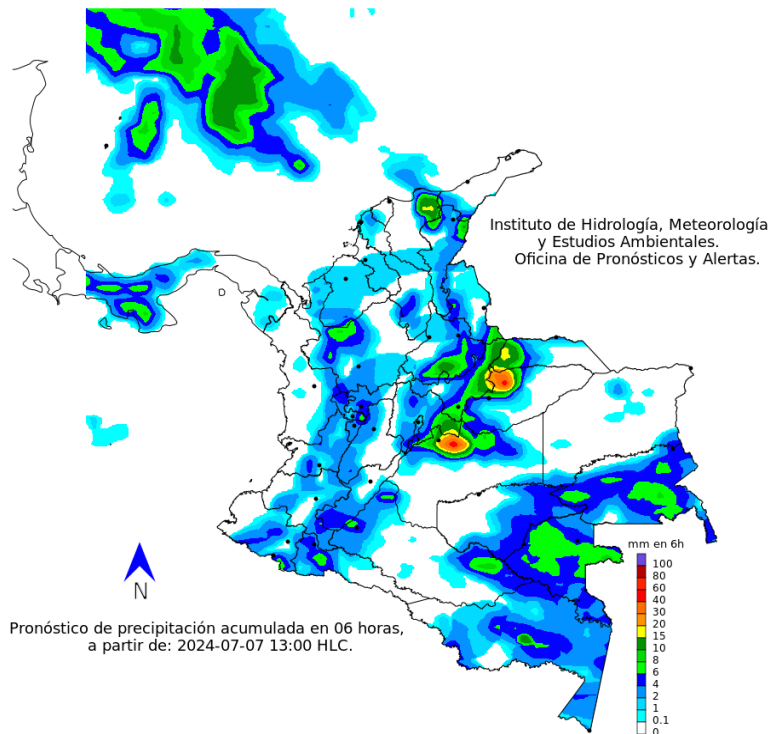 Instituto de Hidrología, Meteorología
y Estudios Ambientales.
Oficina de Pronósticos y Alertas.
N
Pronóstico de precipitación acumulada en 06 horas,
a partir de: 2024-07-07 13:00 HLC.
mm en 6h
100
80
60
40
30
20
15
10
8
6
4
2
1
0.1
0